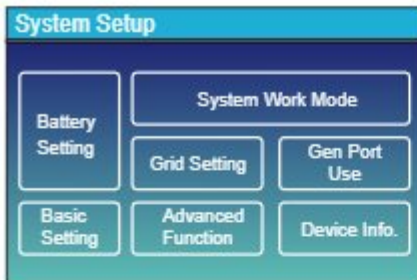 System Setup
System Work Mode
Battery
Setting
Grid Setting
Gen Port
Use
Basic
Setting
Advanced
Function
Device Info.